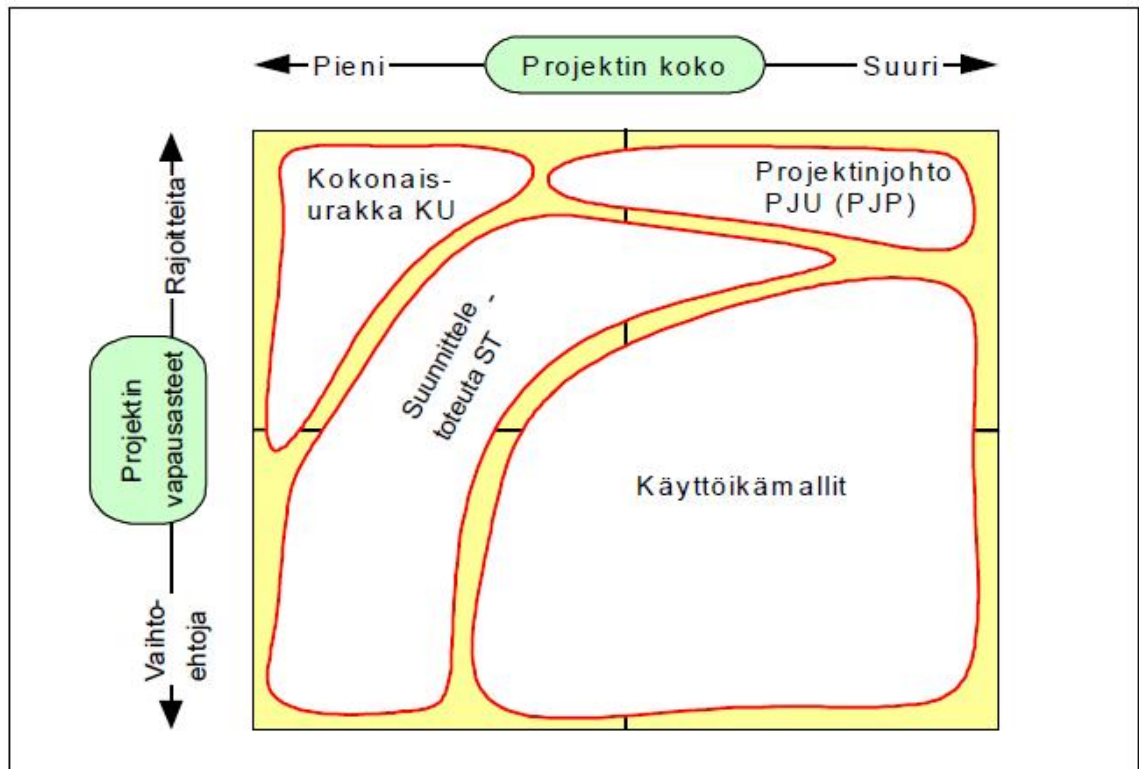 Pieni
Projektin koko
Suuri
Rajoitteita
Projektin
vapausasteet
Vaihto-
ehtoja
Kokonais-
urakka KU
Projektinjohto
PJU (PJP)
Suunnittele -
toteuta ST
Käyttöikämallit